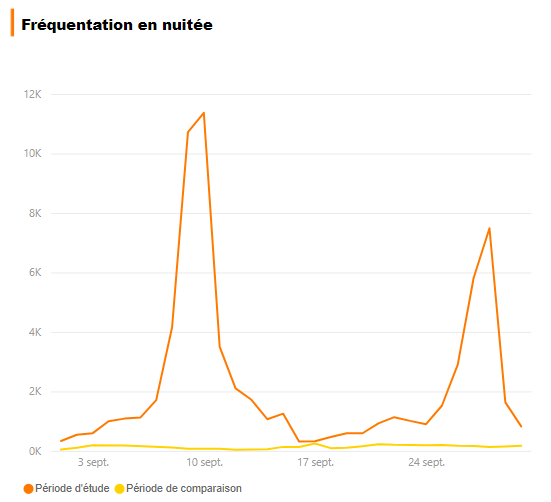 Fréquentation en nuitée
12K
10K
8K
6K
4K
2K
0K
3 sept. 10 sept. 17 sept. 24 sept.
Période d'étude Période de comparaison